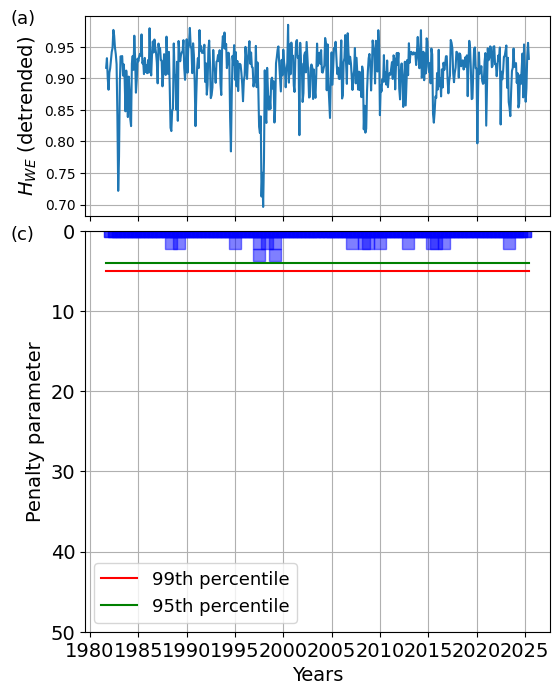 (a)
0.95
0.90
0.85
0.80
0.75
0.70
H_WE (detrended)
(c)
0
10
20
30
40
50
Penalty parameter
99th percentile
95th percentile
1980 1985 1990 1995 2000 2005 2010 2015 2020 2025
Years